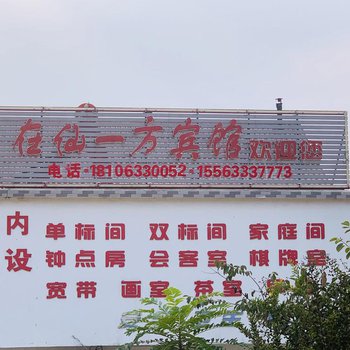 在仙一方宾馆 欢迎您
电话·18106330052·15563337773
内设
单标间 双标间 家庭间
钟点房 会客室 棋牌室
宽带 画室 茶室